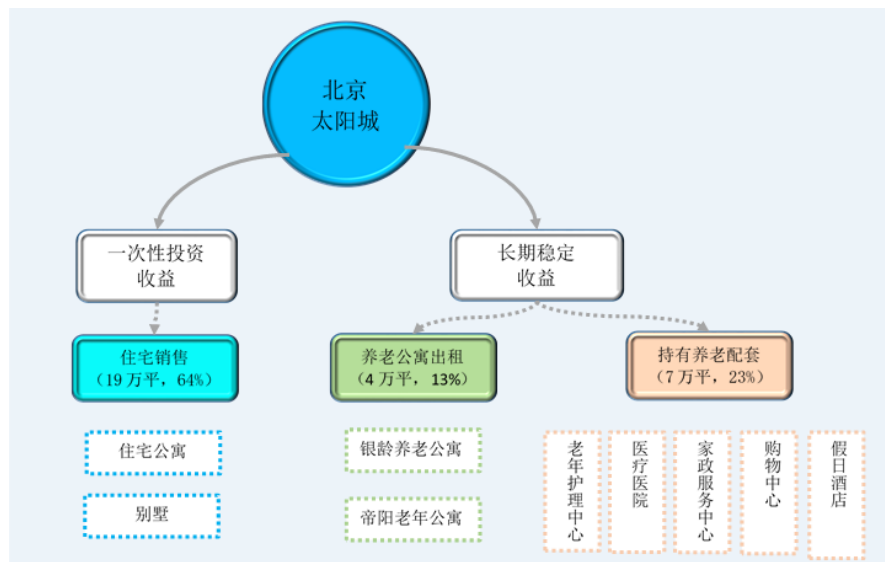 北京
太阳城
一次性投资
收益
长期稳定
收益
住宅销售
（19 万平，64%）
养老公寓出租
（4 万平，13%）
持有养老配套
（7 万平，23%）
住宅公寓
别墅
银龄养老公寓
帝阳老年公寓
老年护理中心
医疗医院
家政服务中心
购物中心
假日酒店